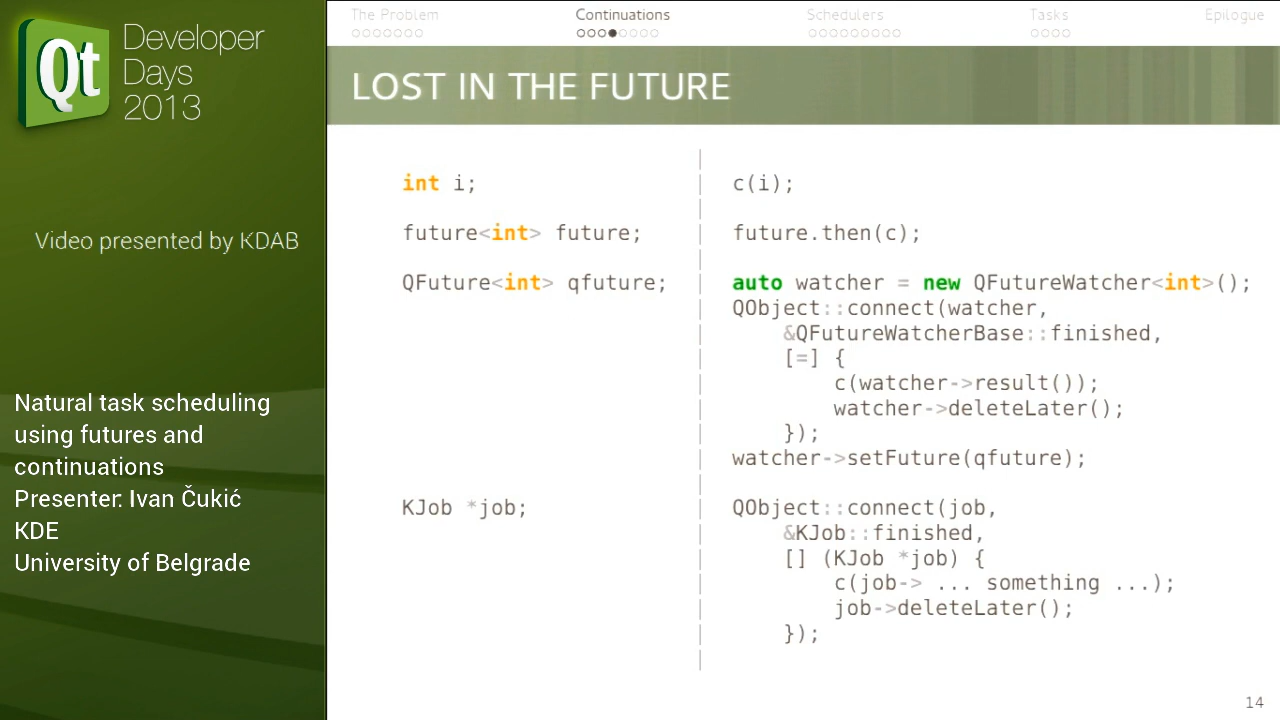 Qt
Developer
Days
2013
Video presented by KDAB
Natural task scheduling
using futures and
continuations
Presenter: Ivan Čukić
KDE
University of Belgrade
The Problem
Continuations
Schedulers
Tasks
Epilogue
LOST IN THE FUTURE
int i;
c(i);
future<int> future;
future.then(c);
QFuture<int> qfuture;
auto watcher = new QFutureWatcher<int>();
QObject::connect(watcher,
&QFutureWatcherBase::finished,
[=] {
c(watcher->result());
watcher->deleteLater();
});
watcher->setFuture(qfuture);
KJob *job;
QObject::connect(job,
&KJob::finished,
[] (KJob *job) {
c(job-> ... something ...);
job->deleteLater();
});
14